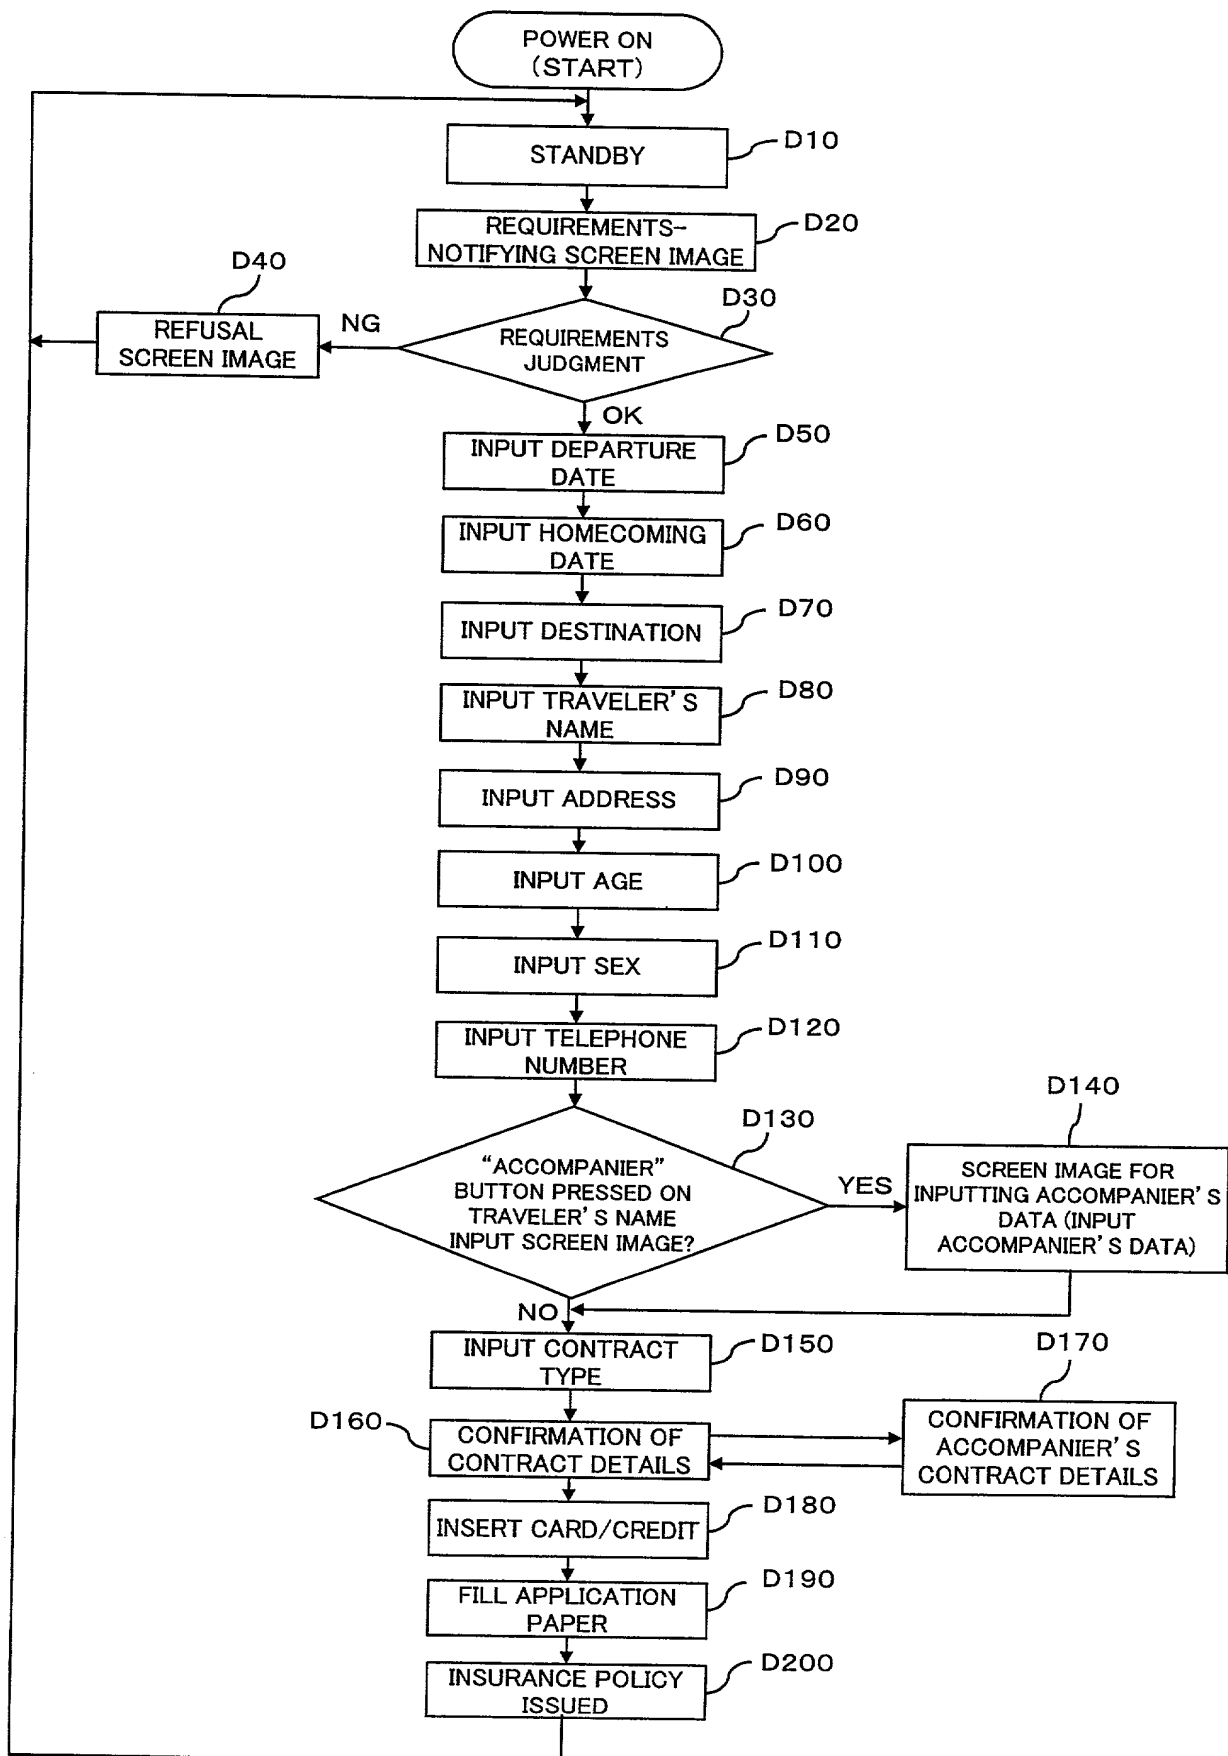 POWER ON
(START)
STANDBY
D10
REQUIREMENTS-
NOTIFYING SCREEN IMAGE
D20
D40
REFUSAL
SCREEN IMAGE
NG
D30
REQUIREMENTS
JUDGMENT
OK
D50
INPUT DEPARTURE
DATE
D60
INPUT HOMECOMING
DATE
D70
INPUT DESTINATION
D80
INPUT TRAVELER'S
NAME
D90
INPUT ADDRESS
D100
INPUT AGE
D110
INPUT SEX
D120
INPUT TELEPHONE
NUMBER
D130
“ACCOMPANIER”
BUTTON PRESSED ON
TRAVELER'S NAME
INPUT SCREEN IMAGE?
YES
D140
SCREEN IMAGE FOR
INPUTTING ACCOMPANIER'S
DATA (INPUT
ACCOMPANIER'S DATA)
NO
D150
INPUT CONTRACT
TYPE
D160
CONFIRMATION OF
CONTRACT DETAILS
D170
CONFIRMATION OF
ACCOMPANIER'S
CONTRACT DETAILS
D180
INSERT CARD/CREDIT
D190
FILL APPLICATION
PAPER
D200
INSURANCE POLICY
ISSUED